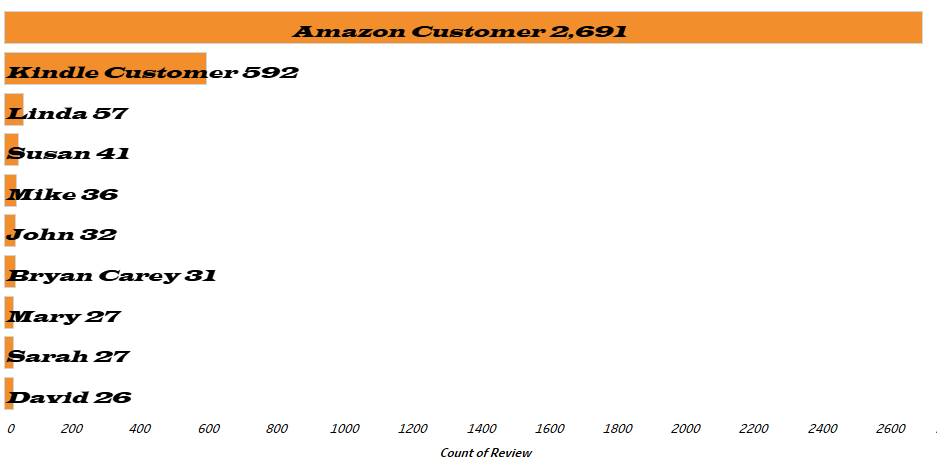 Amazon Customer 2,691
Kindle Customer 592
Linda 57
Susan 41
Mike 36
John 32
Bryan Carey 31
Mary 27
Sarah 27
David 26
0 200 400 600 800 1000 1200 1400 1600 1800 2000 2200 2400 2600
Count of Review